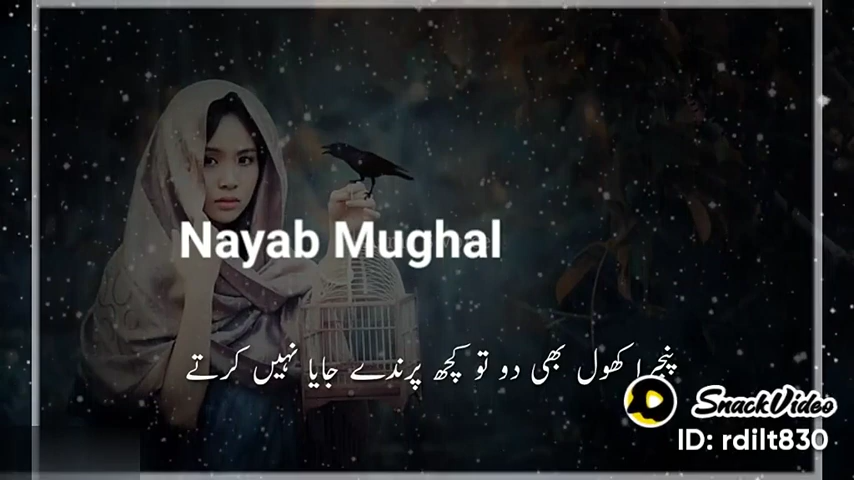 Nayab Mughal
پنجرا کھول بھی دو تو کچھ پرندے جایا نہیں کرتے
SnackVideo
ID: rdilt830